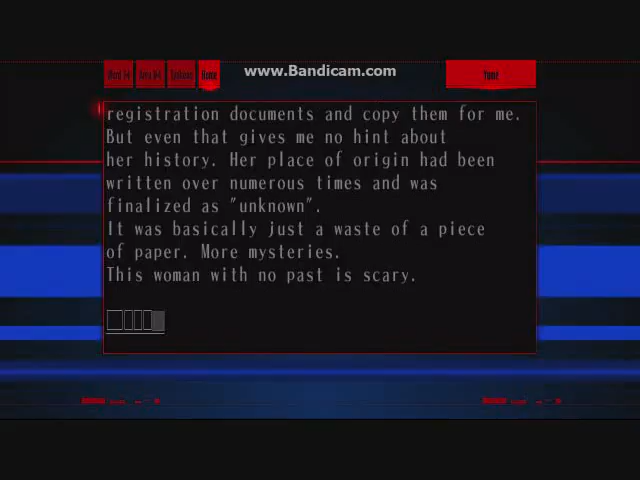 www.Bandicam.com
Home
registration documents and copy them for me.
But even that gives me no hint about
her history. Her place of origin had been
written over numerous times and was
finalized as "unknown".
It was basically just a waste of a piece
of paper. More mysteries.
This woman with no past is scary.